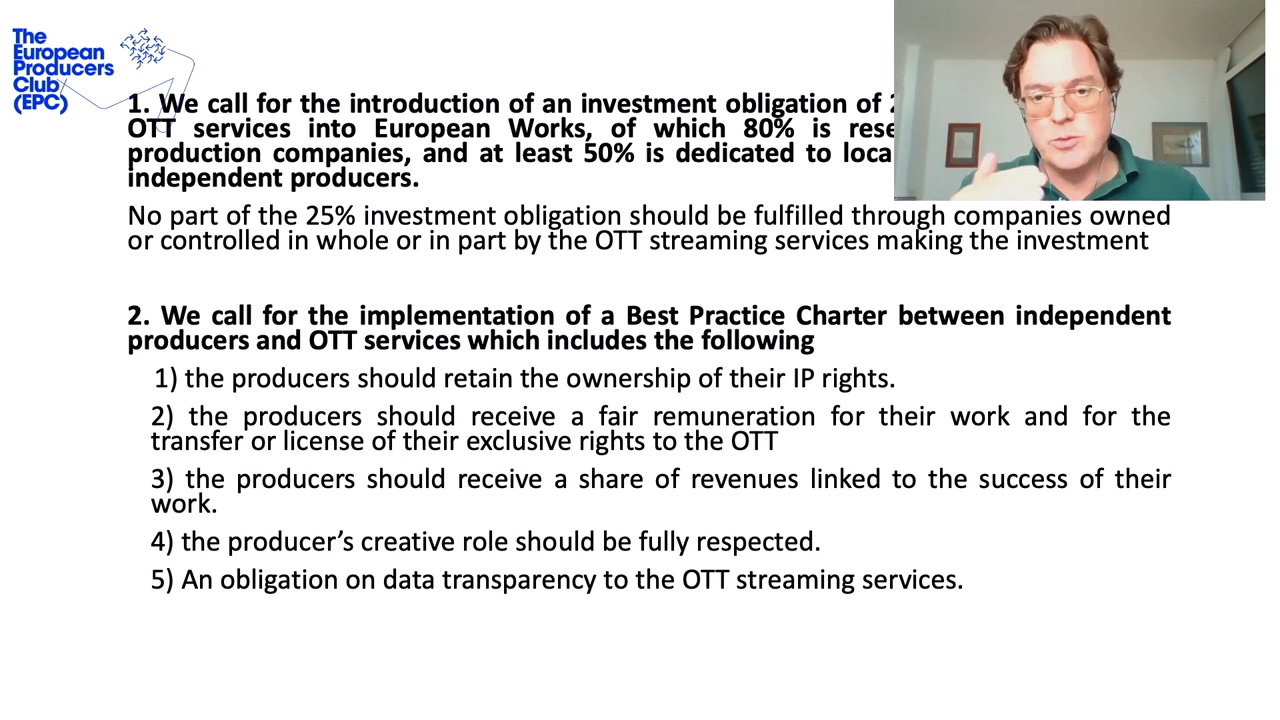 The
European
Producers
Club
(EPC)
1. We call for the introduction of an investment obligation of
OTT services into European Works, of which 80% is
production companies, and at least 50% is dedicated to
independent producers.
No part of the 25% investment obligation should be fulfilled through companies owned
or controlled in whole or in part by the OTT streaming services making the investment
2. We call for the implementation of a Best Practice Charter between independent
producers and OTT services which includes the following
1) the producers should retain the ownership of their IP rights.
2) the producers should receive a fair remuneration for their work and for the
transfer or license of their exclusive rights to the OTT
3) the producers should receive a share of revenues linked to the success of their
work.
4) the producer’s creative role should be fully respected.
5) An obligation on data transparency to the OTT streaming services.